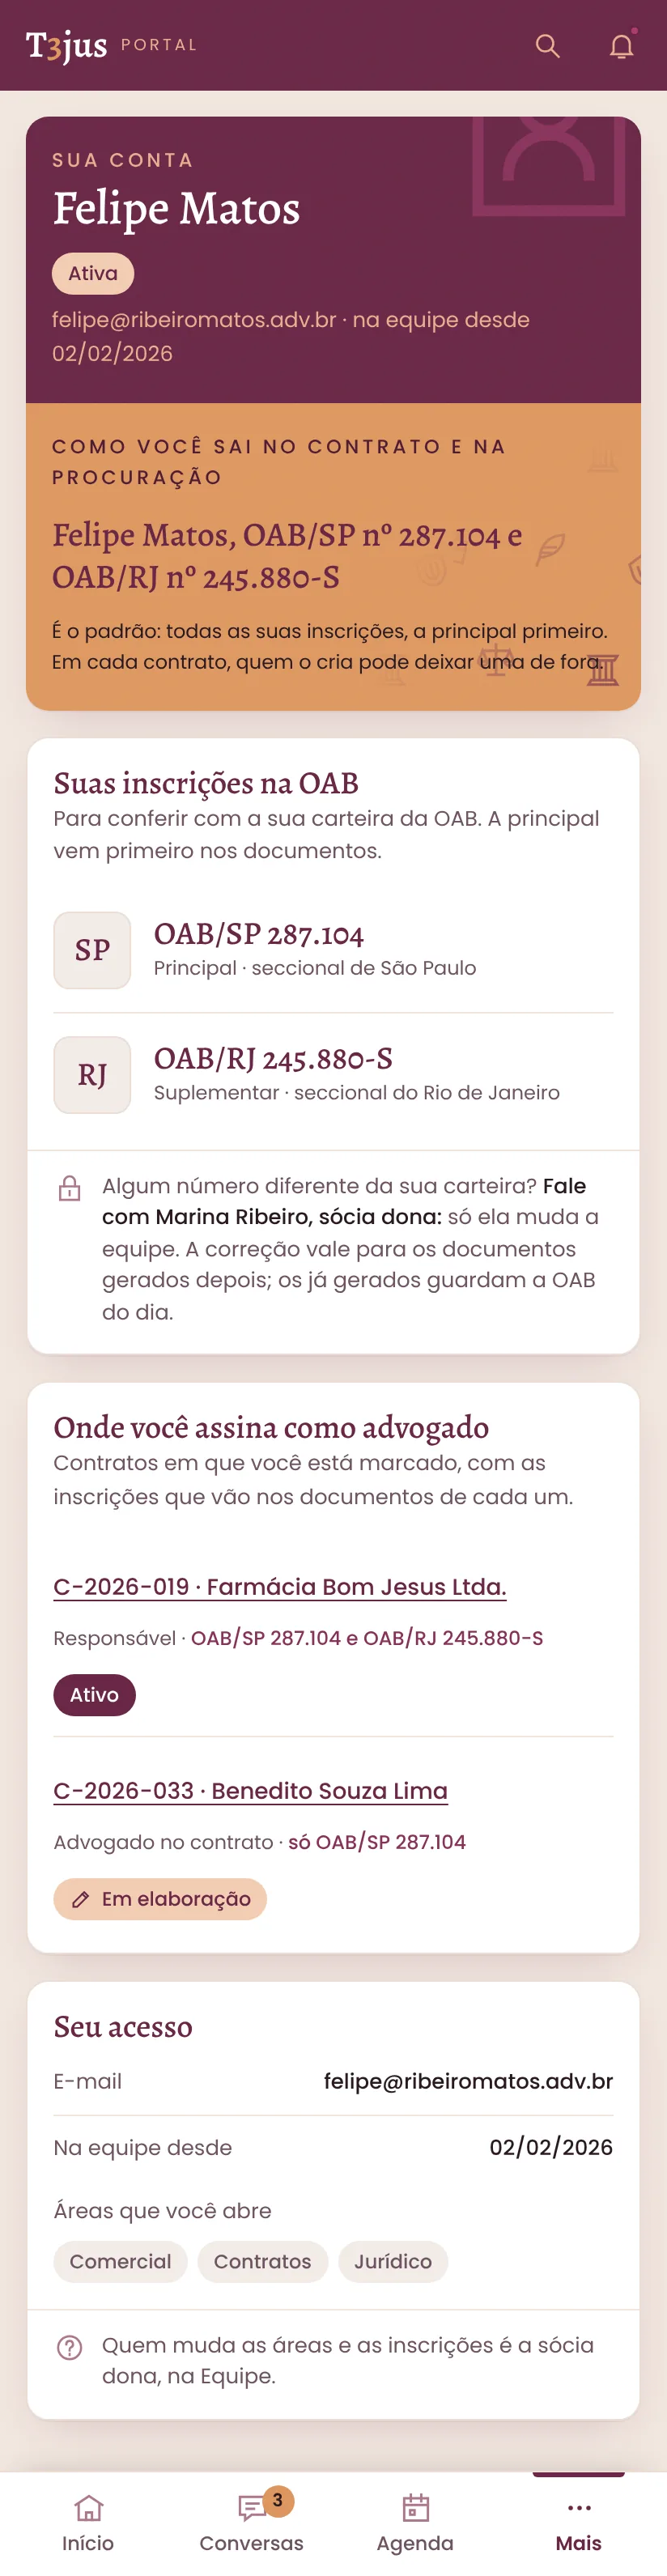 T3jus PORTAL
SUA CONTA
Felipe Matos
Ativa
felipe@ribeiromatos.adv.br · na equipe desde
02/02/2026
COMO VOCÊ SAI NO CONTRATO E NA
PROCURAÇÃO
Felipe Matos, OAB/SP nº 287.104 e
OAB/RJ nº 245.880-S
É o padrão: todas as suas inscrições, a principal primeiro.
Em cada contrato, quem o cria pode deixar uma de fora.
Suas inscrições na OAB
Para conferir com a sua carteira da OAB. A principal
vem primeiro nos documentos.
SP
OAB/SP 287.104
Principal · seccional de São Paulo
RJ
OAB/RJ 245.880-S
Suplementar · seccional do Rio de Janeiro
Algum número diferente da sua carteira? Fale
com Marina Ribeiro, sócia dona: só ela muda a
equipe. A correção vale para os documentos
gerados depois; os já gerados guardam a OAB
do dia.
Onde você assina como advogado
Contratos em que você está marcado, com as
inscrições que vão nos documentos de cada um.
C-2026-019 · Farmácia Bom Jesus Ltda.
Responsável · OAB/SP 287.104 e OAB/RJ 245.880-S
Ativo
C-2026-033 · Benedito Souza Lima
Advogado no contrato · só OAB/SP 287.104
Em elaboração
Seu acesso
E-mail felipe@ribeiromatos.adv.br
Na equipe desde 02/02/2026
Áreas que você abre
Comercial Contratos Jurídico
Quem muda as áreas e as inscrições é a sócia
dona, na Equipe.
3
Início Conversas Agenda Mais